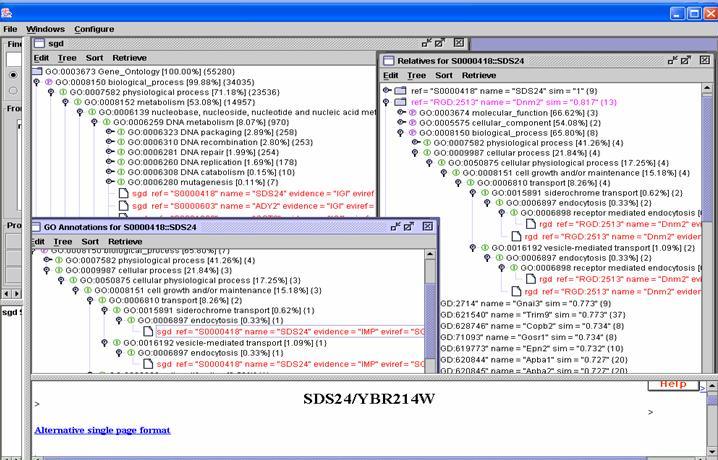 File Windows Configure
Find
From
Pro
sgd S
sgd
Edit Tree Sort Retrieve
GO:0003673 Gene_Ontology [100.00%] (55280)
GO:0008150 biological_process [99.88%] (34035)
GO:0007582 physiological process [71.18%] (23536)
GO:0008152 metabolism [53.08%] (14957)
GO:0006139 nucleobase, nucleoside, nucleotide and nucleic acid met
GO:0006259 DNA metabolism [8.07%] (970)
GO:0006323 DNA packaging [2.89%] (258)
GO:0006310 DNA recombination [2.80%] (253)
GO:0006281 DNA repair [1.99%] (254)
GO:0006260 DNA replication [1.69%] (178)
GO:0006308 DNA catabolism [0.15%] (10)
GO:0006280 mutagenesis [0.11%] (7)
sgd ref= "S0000418" name = "SDS24" evidence = "IGI" eviref
sgd ref= "S0000603" name = "ADY2" evidence = "IGI" eviref
GO Annotations for S0000418::SDS24
Edit Tree Sort Retrieve
GO:0008150 biological_process [65.80%] (7)
GO:0007582 physiological process [41.26%] (4)
GO:0009987 cellular process [21.84%] (3)
GO:0050875 cellular physiological process [17.25%] (3)
GO:0008151 cell growth and/or maintenance [15.18%] (3)
GO:0006810 transport [8.26%] (2)
GO:0015891 siderochrome transport [0.62%] (1)
GO:0006897 endocytosis [0.33%] (1)
sgd ref= "S0000418" name = "SDS24" evidence = "IMP" eviref = "SG
GO:0016192 vesicle-mediated transport [1.09%] (1)
GO:0006897 endocytosis [0.33%] (1)
sgd ref= "S0000418" name = "SDS24" evidence = "IMP" eviref = "SG
Relatives for S0000418::SDS24
Edit Tree Sort Retrieve
ref= "S0000418" name = "SDS24" sim = "1" (9)
ref= "RGD:2513" name = "Dnm2" sim = "0.817" (13)
GO:0003674 molecular_function [66.62%] (3)
GO:0005575 cellular_component [54.08%] (2)
GO:0008150 biological_process [65.80%] (8)
GO:0007582 physiological process [41.26%] (4)
GO:0009987 cellular process [21.84%] (4)
GO:0050875 cellular physiological process [17.25%] (4)
GO:0008151 cell growth and/or maintenance [15.18%] (4)
GO:0006810 transport [8.26%] (4)
GO:0015891 siderochrome transport [0.62%] (2)
GO:0006897 endocytosis [0.33%] (2)
GO:0006898 receptor mediated endocytosis [0
rgd ref= "RGD:2513" name = "Dnm2" e
rgd ref= "RGD:2513" name = "Dnm2" evi
GO:0016192 vesicle-mediated transport [1.09%] (2)
GO:0006897 endocytosis [0.33%] (2)
GO:0006898 receptor mediated endocytosis [0
rgd ref= "RGD:2513" name = "Dnm2" e
rgd ref= "RGD:2513" name = "Dnm2" evi
GD:2714" name = "Gnai3" sim = "0.773" (9)
GD:621540" name = "Trim9" sim = "0.773" (37)
GD:628746" name = "Copb2" sim = "0.734" (8)
GD:71093" name = "Gosr1" sim = "0.734" (8)
GD:619773" name = "Epn2" sim = "0.732" (10)
GD:620844" name = "Apba1" sim = "0.727" (20)
GD:620845" name = "Apba2" sim = "0.727" (22)
Help
>
SDS24/YBR214W
>
>
Alternative single page format